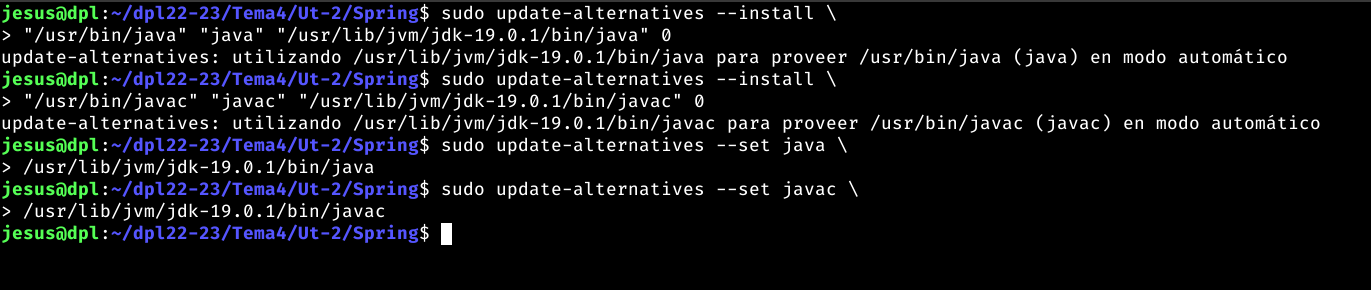 jesus@dpl:~/dpl22-23/Tema4/Ut-2/Spring$ sudo update-alternatives --install \
> "/usr/bin/java" "java" "/usr/lib/jvm/jdk-19.0.1/bin/java" 0
update-alternatives: utilizando /usr/lib/jvm/jdk-19.0.1/bin/java para proveer /usr/bin/java (java) en modo automático
jesus@dpl:~/dpl22-23/Tema4/Ut-2/Spring$ sudo update-alternatives --install \
> "/usr/bin/javac" "javac" "/usr/lib/jvm/jdk-19.0.1/bin/javac" 0
update-alternatives: utilizando /usr/lib/jvm/jdk-19.0.1/bin/javac para proveer /usr/bin/javac (javac) en modo automático
jesus@dpl:~/dpl22-23/Tema4/Ut-2/Spring$ sudo update-alternatives --set java \
> /usr/lib/jvm/jdk-19.0.1/bin/java
jesus@dpl:~/dpl22-23/Tema4/Ut-2/Spring$ sudo update-alternatives --set javac \
> /usr/lib/jvm/jdk-19.0.1/bin/javac
jesus@dpl:~/dpl22-23/Tema4/Ut-2/Spring$